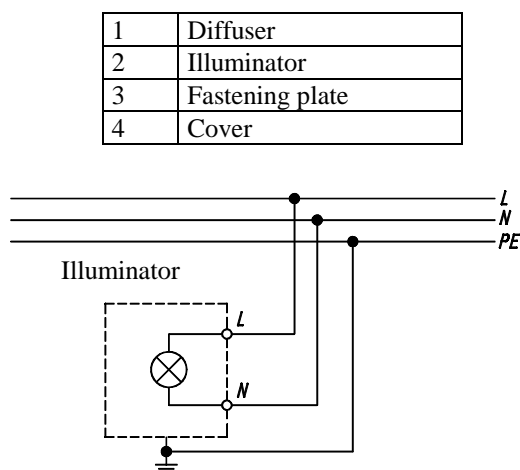 1 Diffuser
2 Illuminator
3 Fastening plate
4 Cover
L
N
PE
Illuminator
L
N